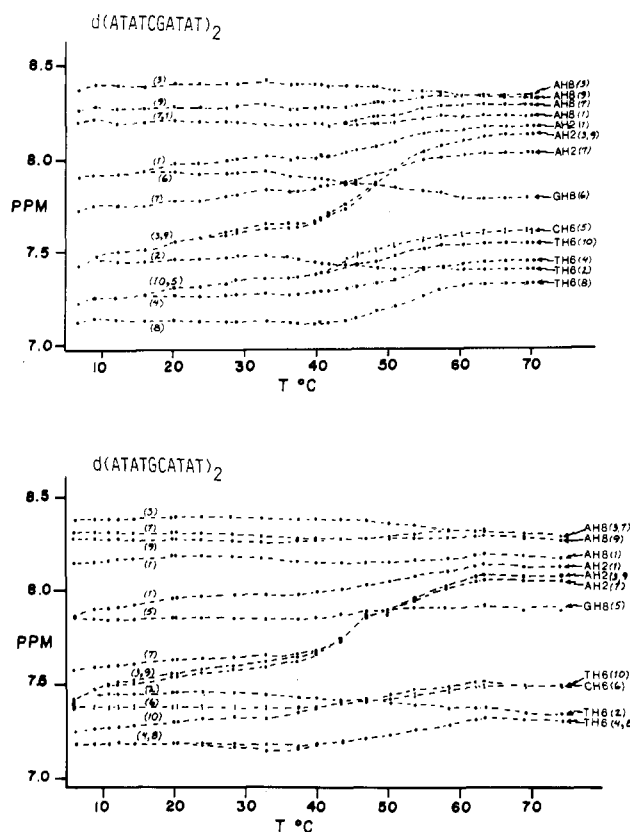 d(ATATCGATAT)2
8.5
8.0
PPM
7.5
7.0
(3)
(9)
(7,1)
(1)
(6)
(7)
(3,9)
(2)
(10,5)
(4)
(8)
AH8(3)
AH8(9)
AH8(7)
AH8(1)
AH2(1)
AH2(3,9)
AH2(7)
GH8(6)
CH6(5)
TH6(10)
TH6(4)
TH6(2)
TH6(8)
10 20 30 40 50 60 70
T °C
d(ATATGCATAT)2
8.5
8.0
PPM
7.5
7.0
(3)
(7)
(9)
(1)
(1)
(5)
(7)
(3,9)
(2)
(6)
(10)
(4,8)
AH8(3,7)
AH8(9)
AH8(1)
AH2(1)
AH2(3,9
AH2(7)
GH8(5)
TH6(10)
CH6(6)
TH6(2)
TH6(4,8
10 20 30 40 50 60 70
T °C